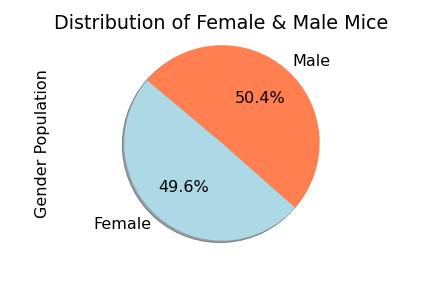 Distribution of Female & Male Mice
Male
50.4%
Gender Population
49.6%
Female